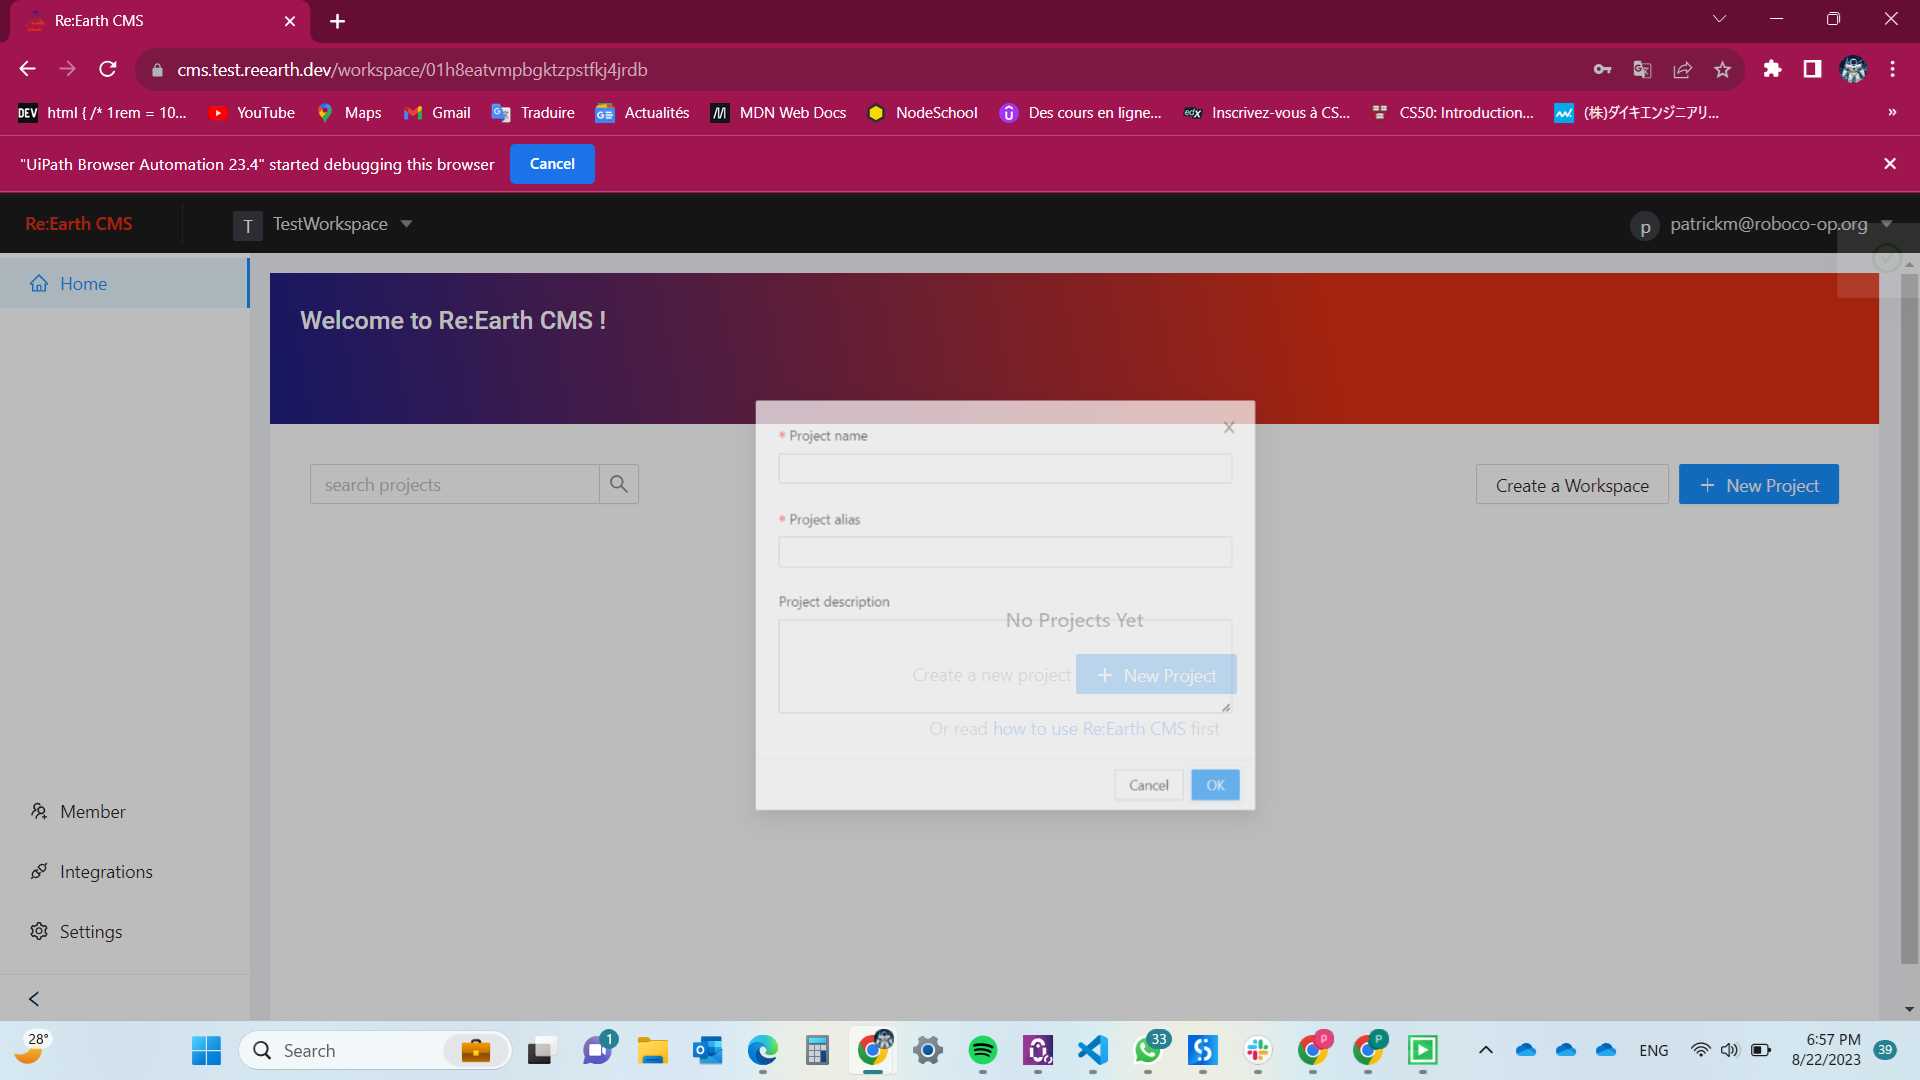 Re:Earth CMS
cms.test.reearth.dev/workspace/01h8eatvmpbgktzpstfkj4jrdb
DEV html { /* 1rem = 10... YouTube Maps Gmail Traduire Actualités MDN Web Docs NodeSchool Des cours en ligne... edX Inscrivez-vous à CS... CS50: Introduction... (株)ダイキエンジニアリ... »
"UiPath Browser Automation 23.4" started debugging this browser Cancel
Re:Earth CMS T TestWorkspace p patrickm@roboco-op.org
Home
Welcome to Re:Earth CMS !
* Project name
search projects
Create a Workspace + New Project
* Project alias
Project description
No Projects Yet
Create a new project + New Project
Or read how to use Re:Earth CMS first
Cancel OK
Member
Integrations
Settings
28° Search 1 33 P P ENG 6:57 PM 39
8/22/2023